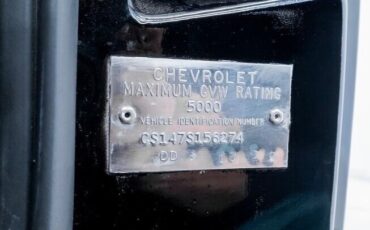 CHEVROLET
MAXIMUM GVW RATING
5000
VEHICLE IDENTIFICATION NUMBER
CS147S156274